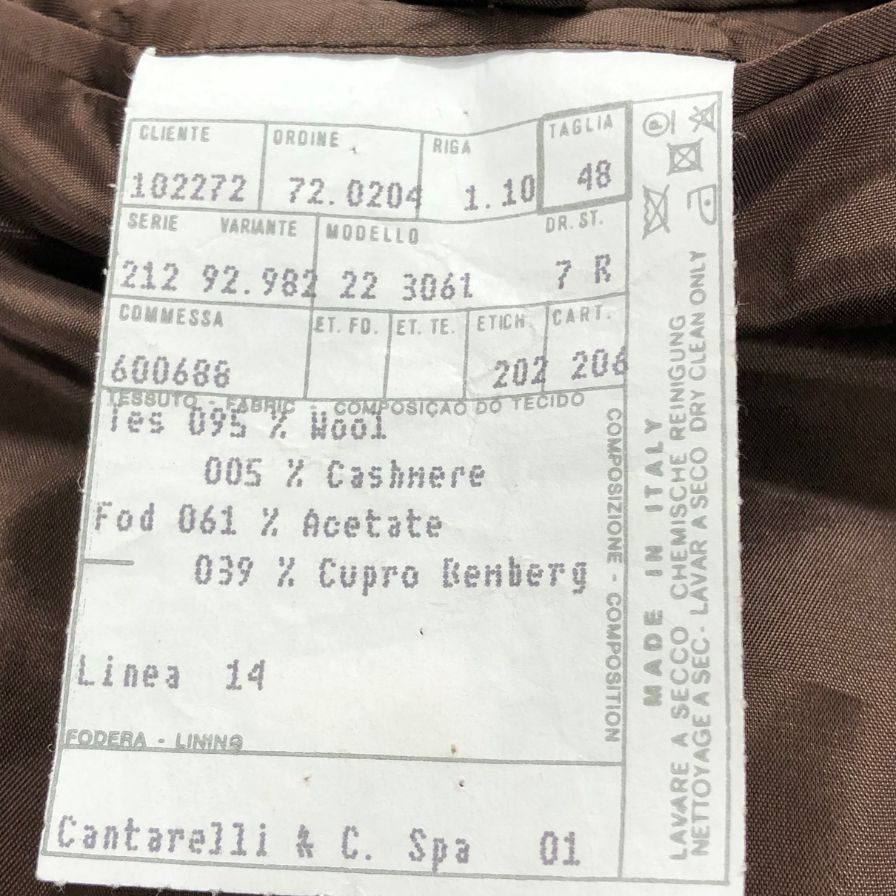 CLIENTE ORDINE RIGA TAGLIA
102272 72.0204 1.10 48
SERIE VARIANTE MODELLO DR. ST.
212 92.982 22 3061 7 R
COMMESSA ET. FO. ET. TE. ETICH. CART.
600688 202 206
TESSUTO - FABRIC COMPOSIÇAO DO TECIDO
Tes 095 % Wool
005 % Cashmere
Fod 061 % Acetate
039 % Cupro Bemberg
Linea 14
FODERA - LINING
Cantarelli & C. Spa 01
COMPOSIZIONE - COMPOSITION
MADE IN ITALY
LAVARE A SECCO CHEMISCHE REINIGUNG
NETTOYAGE A SEC - LAVAR A SECO DRY CLEAN ONLY
P